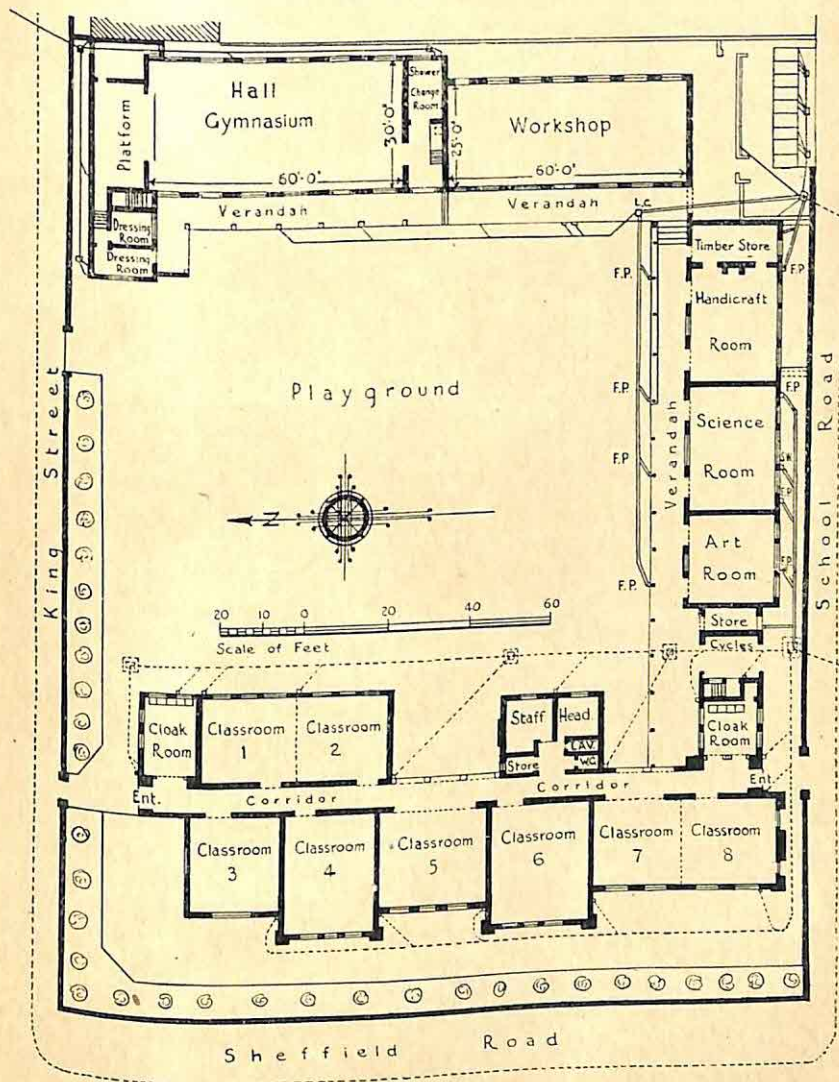 Hall
Gymnasium
Platform
30'·0"
60'·0"
Shower
Change
Room
25'·0"
Workshop
60'·0"
Verandah
Verandah
L.C.
Dressing
Room
Dressing
Room
Timber Store
F.P.
F.P
Handicraft
Room
King Street
Playground
F.P.
F.P
Verandah
Science
Room
School Road
F.P
N
Art
Room
F.P.
F.P.
20 10 0 20 40 60
Scale of Feet
Store
Cycles
Cloak
Room
Classroom
1
Classroom
2
Staff
Head.
LAV.
W.C.
Store
Cloak
Room
Ent.
Corridor
Corridor
Ent.
Classroom
3
Classroom
4
Classroom
5
Classroom
6
Classroom
7
Classroom
8
Sheffield Road